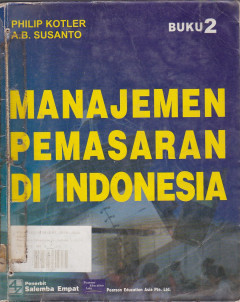 PHILIP KOTLER
A.B. SUSANTO
BUKU 2
MANAJEMEN
PEMASARAN
DI INDONESIA
Penerbit
Salemba Empat
Pearson Education Asia Pte. Ltd.